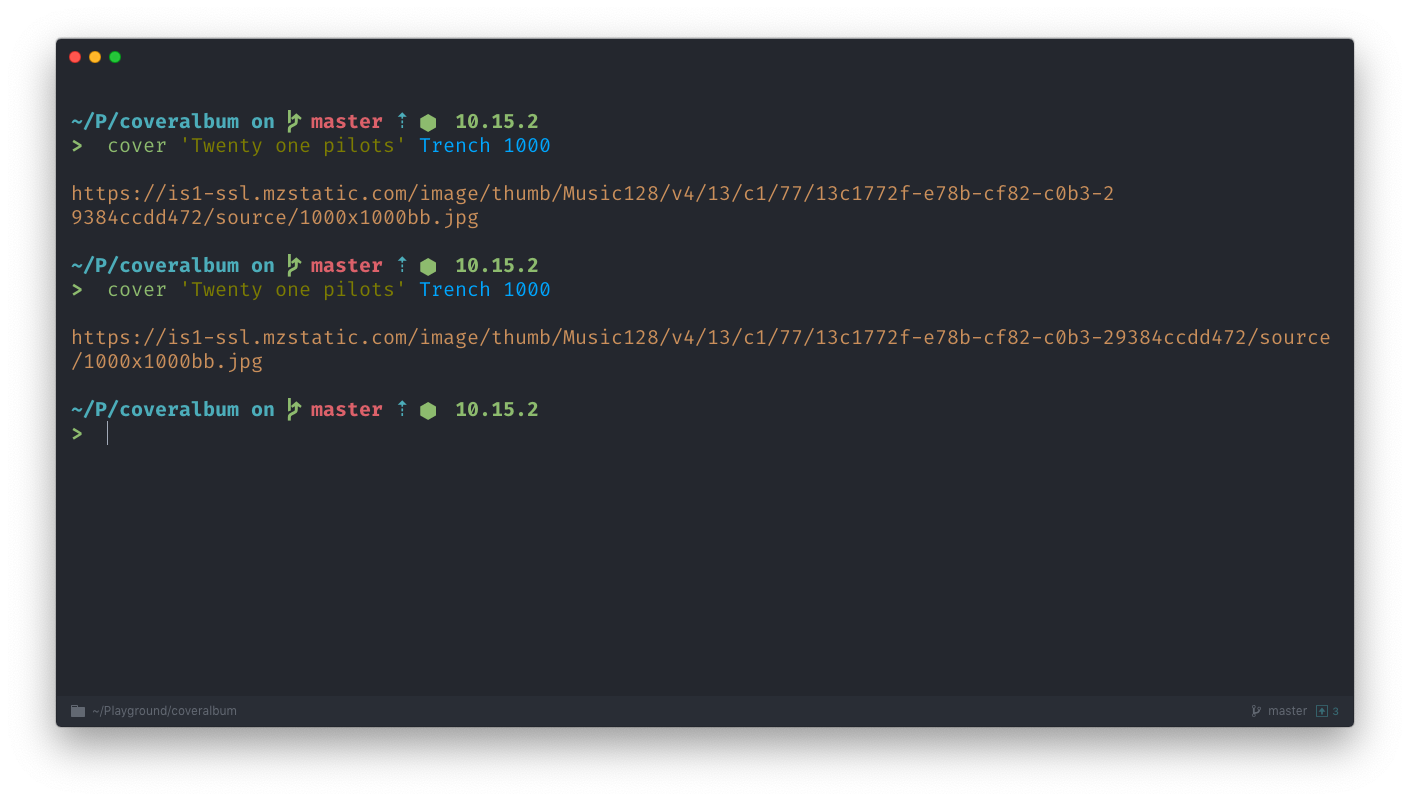 ~/P/coveralbum on master ⇡ ⬢ 10.15.2
> cover 'Twenty one pilots' Trench 1000
https://is1-ssl.mzstatic.com/image/thumb/Music128/v4/13/c1/77/13c1772f-e78b-cf82-c0b3-2
9384ccdd472/source/1000x1000bb.jpg
~/P/coveralbum on master ⇡ ⬢ 10.15.2
> cover 'Twenty one pilots' Trench 1000
https://is1-ssl.mzstatic.com/image/thumb/Music128/v4/13/c1/77/13c1772f-e78b-cf82-c0b3-29384ccdd472/source
/1000x1000bb.jpg
~/P/coveralbum on master ⇡ ⬢ 10.15.2
>
~/Playground/coveralbum master 3